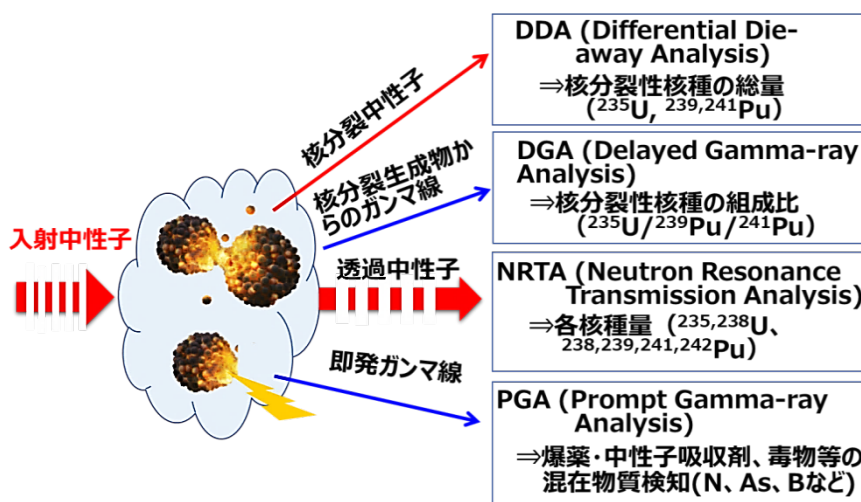 入射中性子
核分裂中性子
核分裂生成物か
らのガンマ線
透過中性子
即発ガンマ線
DDA (Differential Die-
away Analysis)
⇒核分裂性核種の総量
(²³⁵U, ²³⁹,²⁴¹Pu)
DGA (Delayed Gamma-ray
Analysis)
⇒核分裂性核種の組成比
(²³⁵U/²³⁹Pu/²⁴¹Pu)
NRTA (Neutron Resonance
Transmission Analysis)
⇒各核種量(²³⁵,²³⁸U、
²³⁸,²³⁹,²⁴¹,²⁴²Pu)
PGA (Prompt Gamma-ray
Analysis)
⇒爆薬・中性子吸収剤、毒物等の
混在物質検知(N、As、Bなど)